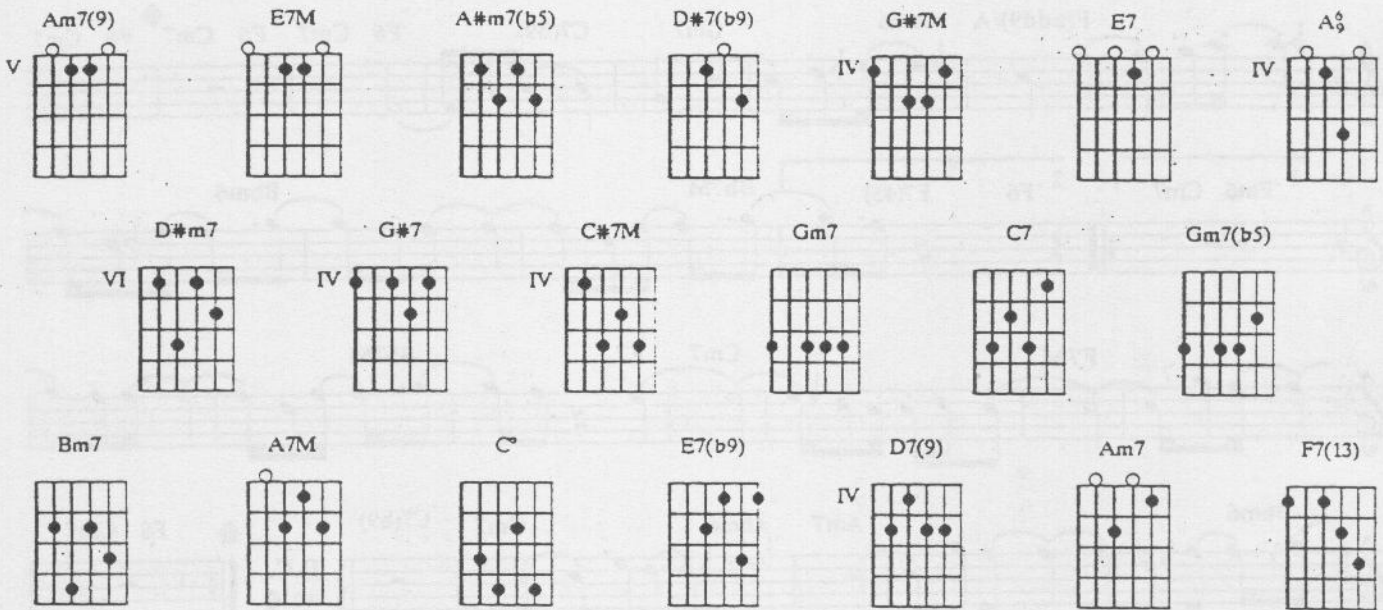 Am7(9) E7M A#m7(b5) D#7(b9) G#7M E7 A6/9
V IV IV
D#m7 G#7 C#7M Gm7 C7 Gm7(b5)
VI IV IV
Bm7 A7M C° E7(b9) D7(9) Am7 F7(13)
IV